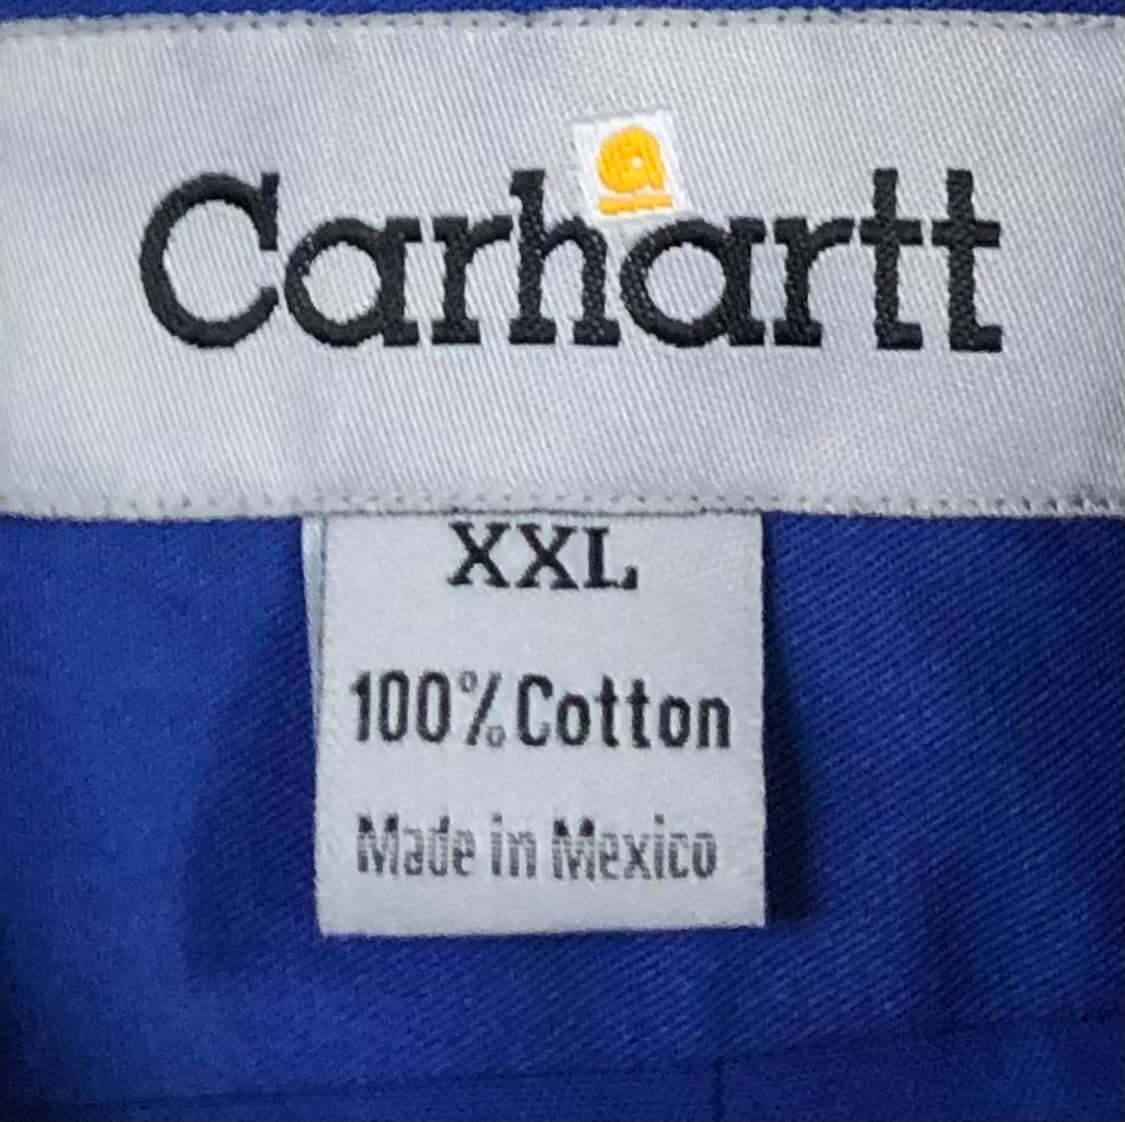 Carhartt
XXL
100% Cotton
Made in Mexico